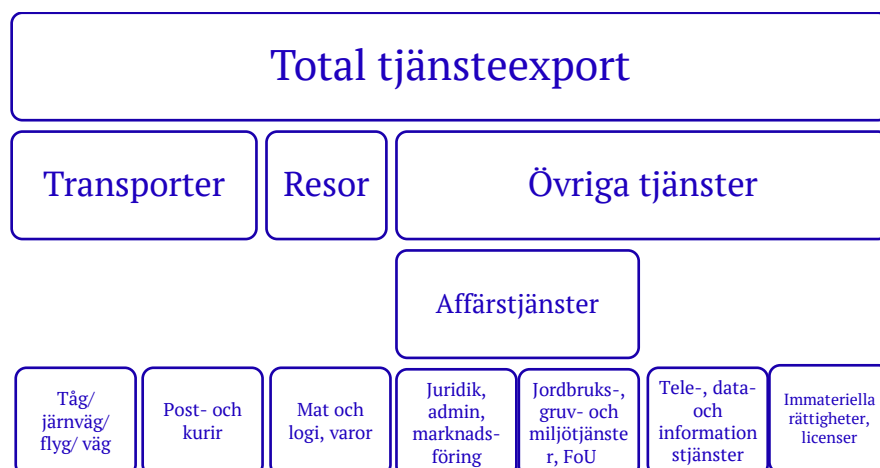 Total tjänsteexport
Transporter
Resor
Övriga tjänster
Affärstjänster
Tåg/
järnväg/
flyg/ väg
Post- och
kurir
Mat och
logi, varor
Juridik,
admin,
marknads-
föring
Jordbruks-,
gruv- och
miljötjänste
r, FoU
Tele-, data-
och
information
stjänster
Immateriella
rättigheter,
licenser